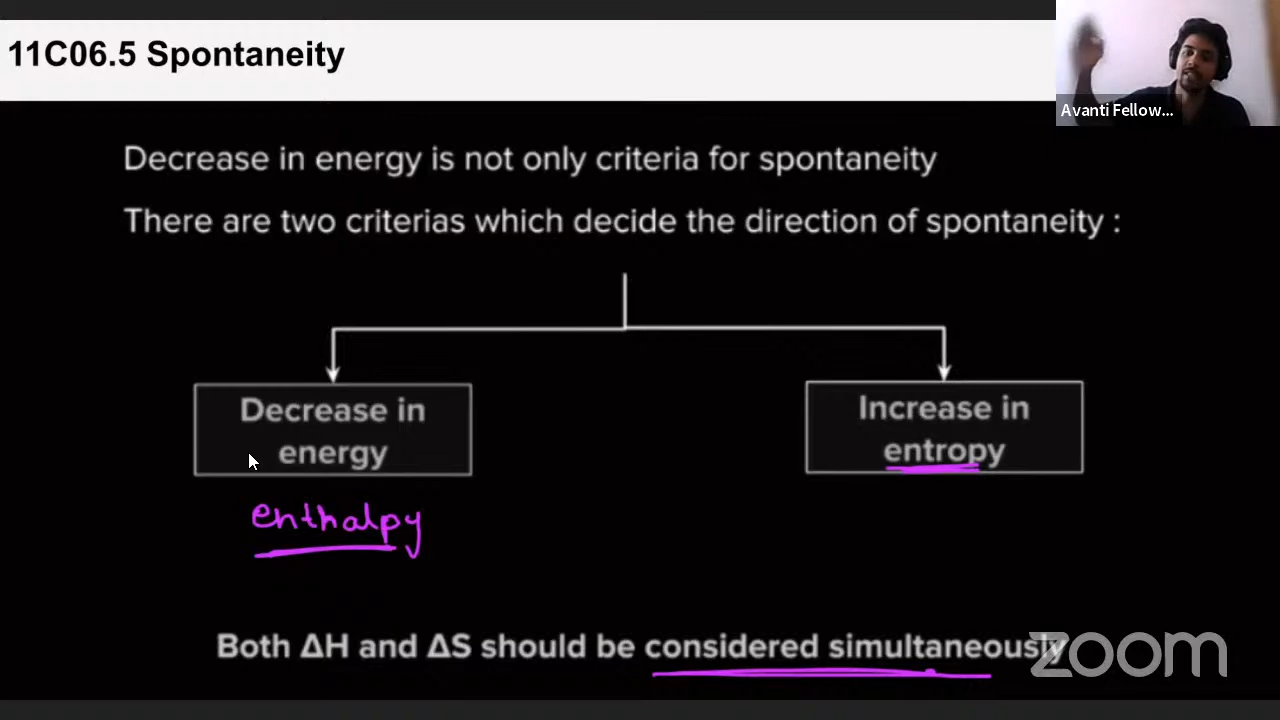 11C06.5 Spontaneity
Avanti Fellow...
Decrease in energy is not only criteria for spontaneity
There are two criterias which decide the direction of spontaneity :
Decrease in
energy
Increase in
entropy
enthalpy
Both ΔH and ΔS should be considered simultaneously
zoom